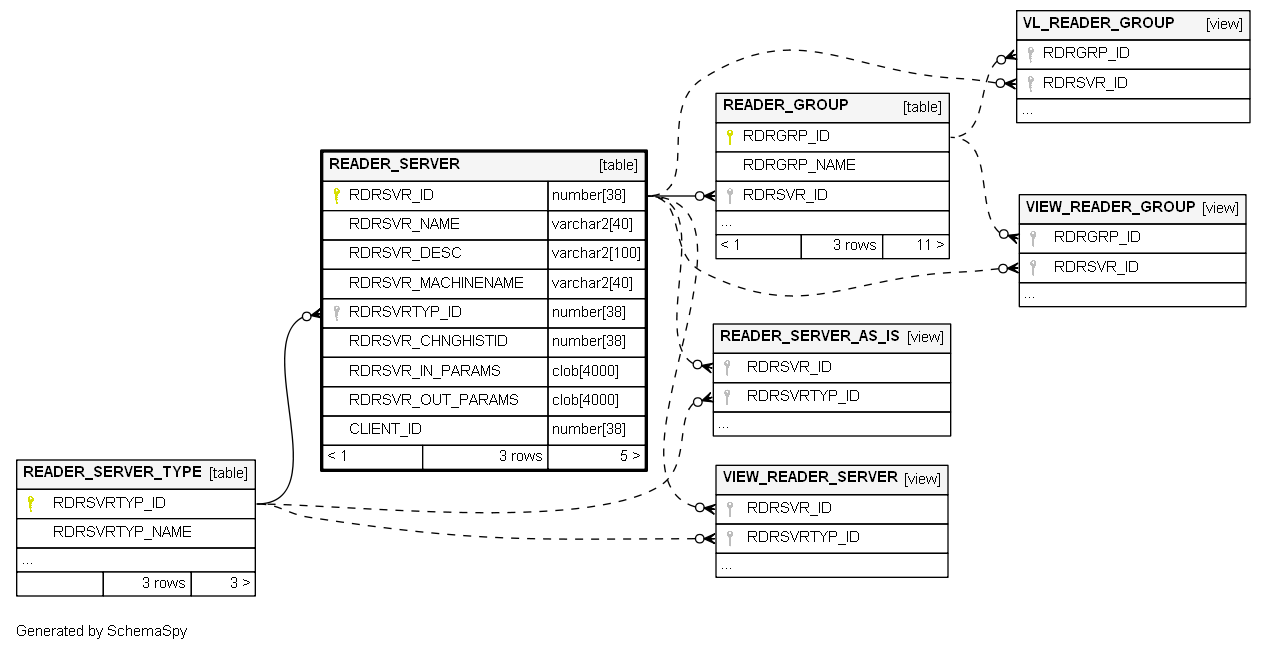 VL_READER_GROUP [view]
RDRGRP_ID
RDRSVR_ID
...
READER_GROUP [table]
RDRGRP_ID
RDRGRP_NAME
RDRSVR_ID
...
< 1 3 rows 11 >
READER_SERVER [table]
RDRSVR_ID number[38]
RDRSVR_NAME varchar2[40]
RDRSVR_DESC varchar2[100]
RDRSVR_MACHINENAME varchar2[40]
RDRSVRTYP_ID number[38]
RDRSVR_CHNGHISTID number[38]
RDRSVR_IN_PARAMS clob[4000]
RDRSVR_OUT_PARAMS clob[4000]
CLIENT_ID number[38]
< 1 3 rows 5 >
VIEW_READER_GROUP [view]
RDRGRP_ID
RDRSVR_ID
...
READER_SERVER_AS_IS [view]
RDRSVR_ID
RDRSVRTYP_ID
...
READER_SERVER_TYPE [table]
RDRSVRTYP_ID
RDRSVRTYP_NAME
...
3 rows 3 >
VIEW_READER_SERVER [view]
RDRSVR_ID
RDRSVRTYP_ID
...
Generated by SchemaSpy